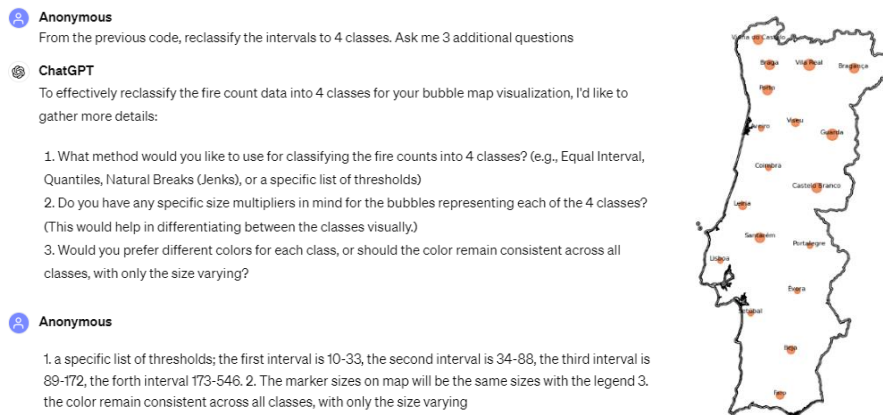 Anonymous
From the previous code, reclassify the intervals to 4 classes. Ask me 3 additional questions
ChatGPT
To effectively reclassify the fire count data into 4 classes for your bubble map visualization, I'd like to
gather more details:
1. What method would you like to use for classifying the fire counts into 4 classes? (e.g., Equal Interval,
Quantiles, Natural Breaks (Jenks), or a specific list of thresholds)
2. Do you have any specific size multipliers in mind for the bubbles representing each of the 4 classes?
(This would help in differentiating between the classes visually.)
3. Would you prefer different colors for each class, or should the color remain consistent across all
classes, with only the size varying?
Anonymous
1. a specific list of thresholds; the first interval is 10-33, the second interval is 34-88, the third interval is
89-172, the forth interval 173-546. 2. The marker sizes on map will be the same sizes with the legend 3.
the color remain consistent across all classes, with only the size varying
Viana do Castelo
Braga
Vila Real
Bragança
Porto
Aveiro
Viseu
Guarda
Coimbra
Castelo Branco
Leiria
Santarém
Portalegre
Lisboa
Évora
Setúbal
Beja
Faro